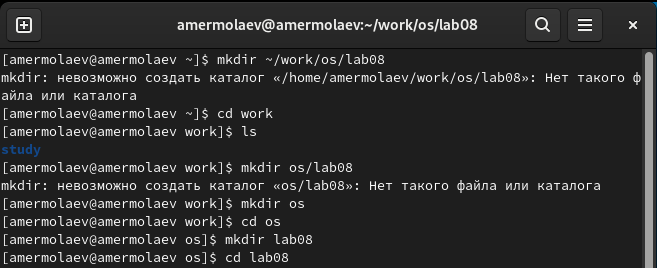 amermolaev@amermolaev:~/work/os/lab08
[amermolaev@amermolaev ~]$ mkdir ~/work/os/lab08
mkdir: невозможно создать каталог «/home/amermolaev/work/os/lab08»: Нет такого ф
айла или каталога
[amermolaev@amermolaev ~]$ cd work
[amermolaev@amermolaev work]$ ls
study
[amermolaev@amermolaev work]$ mkdir os/lab08
mkdir: невозможно создать каталог «os/lab08»: Нет такого файла или каталога
[amermolaev@amermolaev work]$ mkdir os
[amermolaev@amermolaev work]$ cd os
[amermolaev@amermolaev os]$ mkdir lab08
[amermolaev@amermolaev os]$ cd lab08